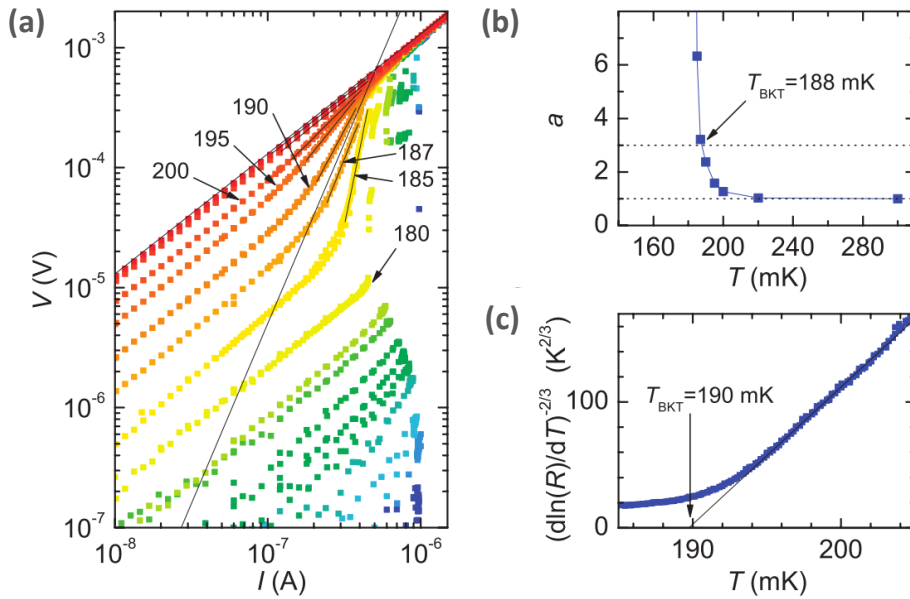 (a)
10⁻³
10⁻⁴
10⁻⁵
10⁻⁶
10⁻⁷
V (V)
190
195
200
187
185
180
10⁻⁸
10⁻⁷
10⁻⁶
I (A)
(b)
6
4
2
0
a
T_BKT=188 mK
160
200
240
280
T (mK)
(c)
100
0
(dln(R)/dT)⁻²/³ (K²/³)
T_BKT=190 mK
190
200
T (mK)